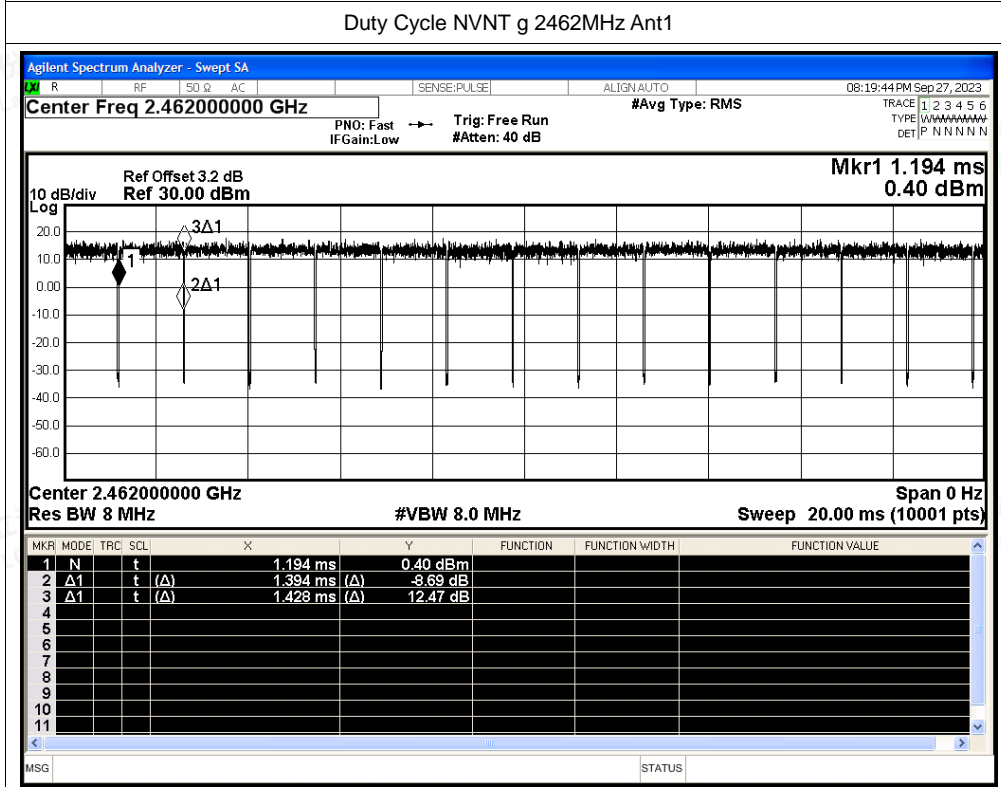 Duty Cycle NVNT g 2462MHz Ant1
Agilent Spectrum Analyzer - Swept SA
LXI R RF 50 Ω AC SENSE:PULSE ALIGN AUTO 08:19:44 PM Sep 27, 2023
Center Freq 2.462000000 GHz #Avg Type: RMS TRACE 1 2 3 4 5 6
PNO: Fast Trig: Free Run TYPE W
IFGain:Low #Atten: 40 dB DET P N N N N N
Mkr1 1.194 ms
Ref Offset 3.2 dB
10 dB/div Ref 30.00 dBm 0.40 dBm
Log
20.0
10.0
0.00
-10.0
-20.0
-30.0
-40.0
-50.0
-60.0
3Δ1
1
2Δ1
Center 2.462000000 GHz Span 0 Hz
Res BW 8 MHz #VBW 8.0 MHz Sweep 20.00 ms (10001 pts)
MKR MODE TRC SCL X Y FUNCTION FUNCTION WIDTH FUNCTION VALUE
1 N t 1.194 ms 0.40 dBm
2 Δ1 t (Δ) 1.394 ms (Δ) -8.69 dB
3 Δ1 t (Δ) 1.428 ms (Δ) 12.47 dB
4
5
6
7
8
9
10
11
MSG STATUS